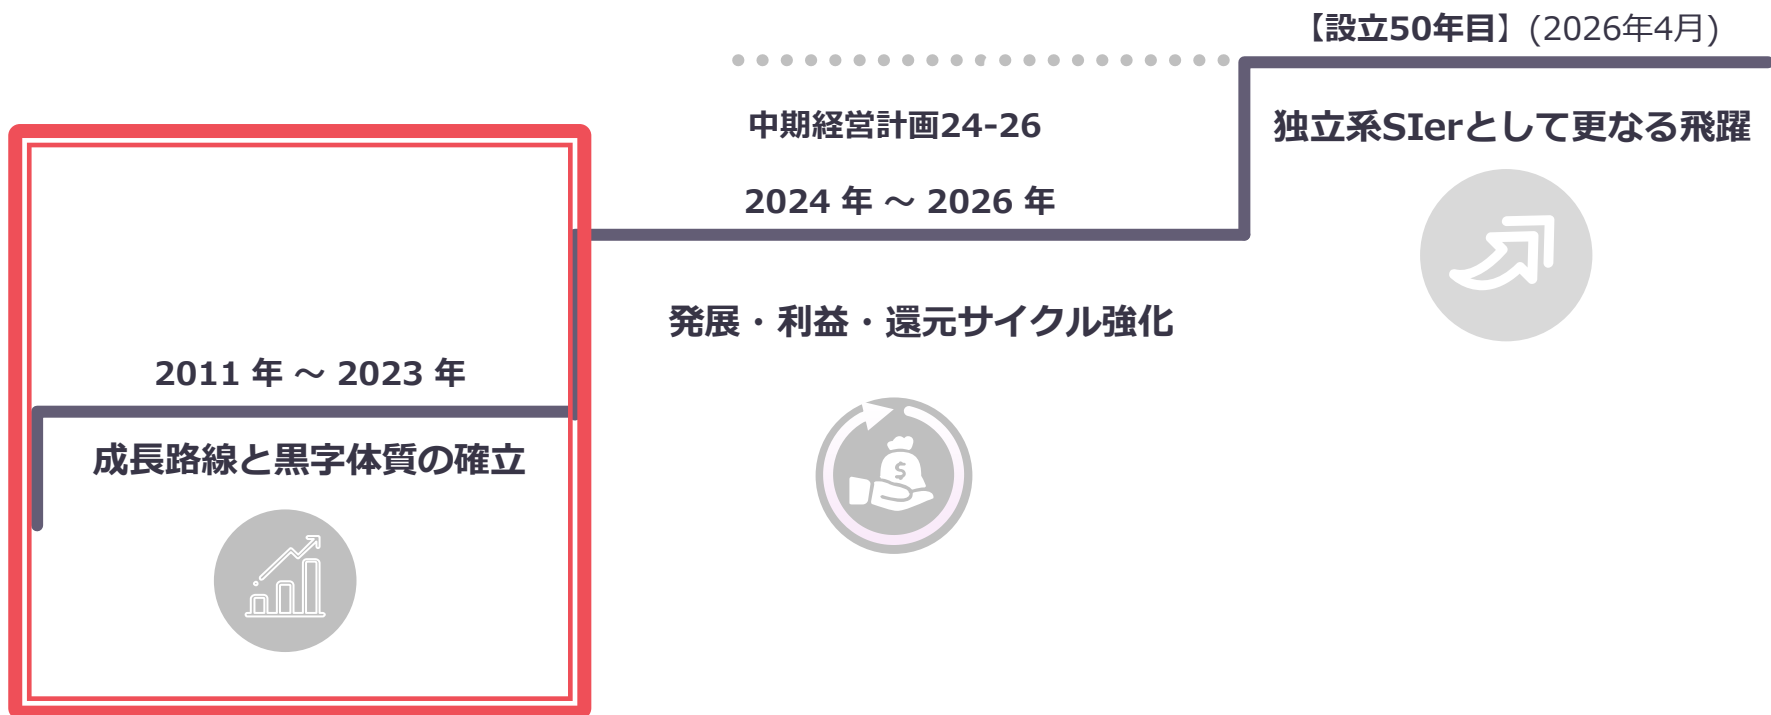 【設立50年目】(2026年4月)
中期経営計画24-26
独立系SIerとして更なる飛躍
2024 年 ～ 2026 年
発展・利益・還元サイクル強化
2011 年 ～ 2023 年
成長路線と黒字体質の確立
$